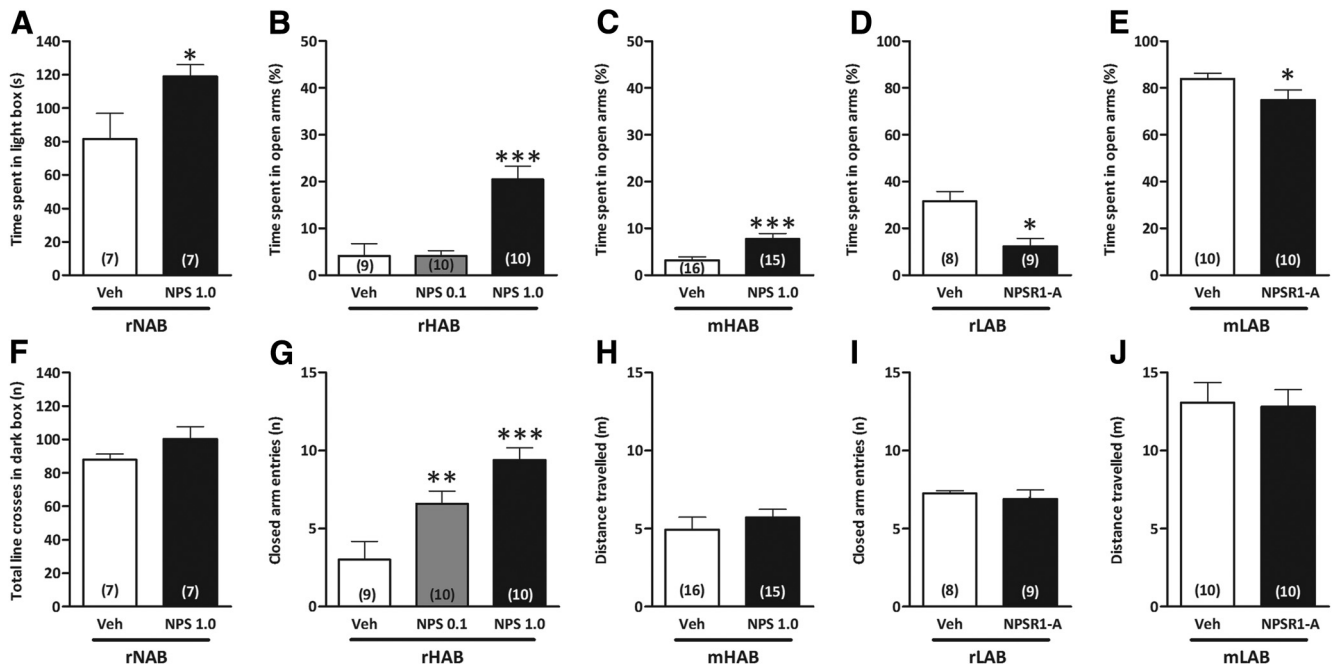 A
Time spent in light box (s)
140
120
100
80
60
40
20
0
*
(7)
(7)
Veh
NPS 1.0
rNAB
B
Time spent in open arms (%)
50
40
30
20
10
0
***
(9)
(10)
(10)
Veh
NPS 0.1
NPS 1.0
rHAB
C
Time spent in open arms (%)
50
40
30
20
10
0
***
(16)
(15)
Veh
NPS 1.0
mHAB
D
Time spent in open arms (%)
100
80
60
40
20
0
*
(8)
(9)
Veh
NPSR1-A
rLAB
E
Time spent in open arms (%)
100
80
60
40
20
0
*
(10)
(10)
Veh
NPSR1-A
mLAB
F
Total line crosses in dark box (n)
140
120
100
80
60
40
20
0
(7)
(7)
Veh
NPS 1.0
rNAB
G
Closed arm entries (n)
15
10
5
0
**
***
(9)
(10)
(10)
Veh
NPS 0.1
NPS 1.0
rHAB
H
Distance travelled (m)
15
10
5
0
(16)
(15)
Veh
NPS 1.0
mHAB
I
Closed arm entries (n)
15
10
5
0
(8)
(9)
Veh
NPSR1-A
rLAB
J
Distance travelled (m)
15
10
5
0
(10)
(10)
Veh
NPSR1-A
mLAB